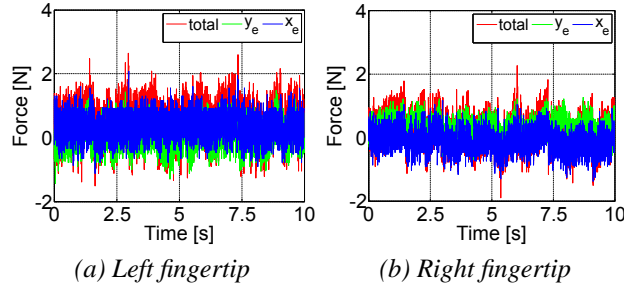 total y_e x_e
4
2
0
-2
Force [N]
0 2.5 5 7.5 10
Time [s]
(a) Left fingertip
total y_e x_e
4
2
0
-2
Force [N]
0 2.5 5 7.5 10
Time [s]
(b) Right fingertip